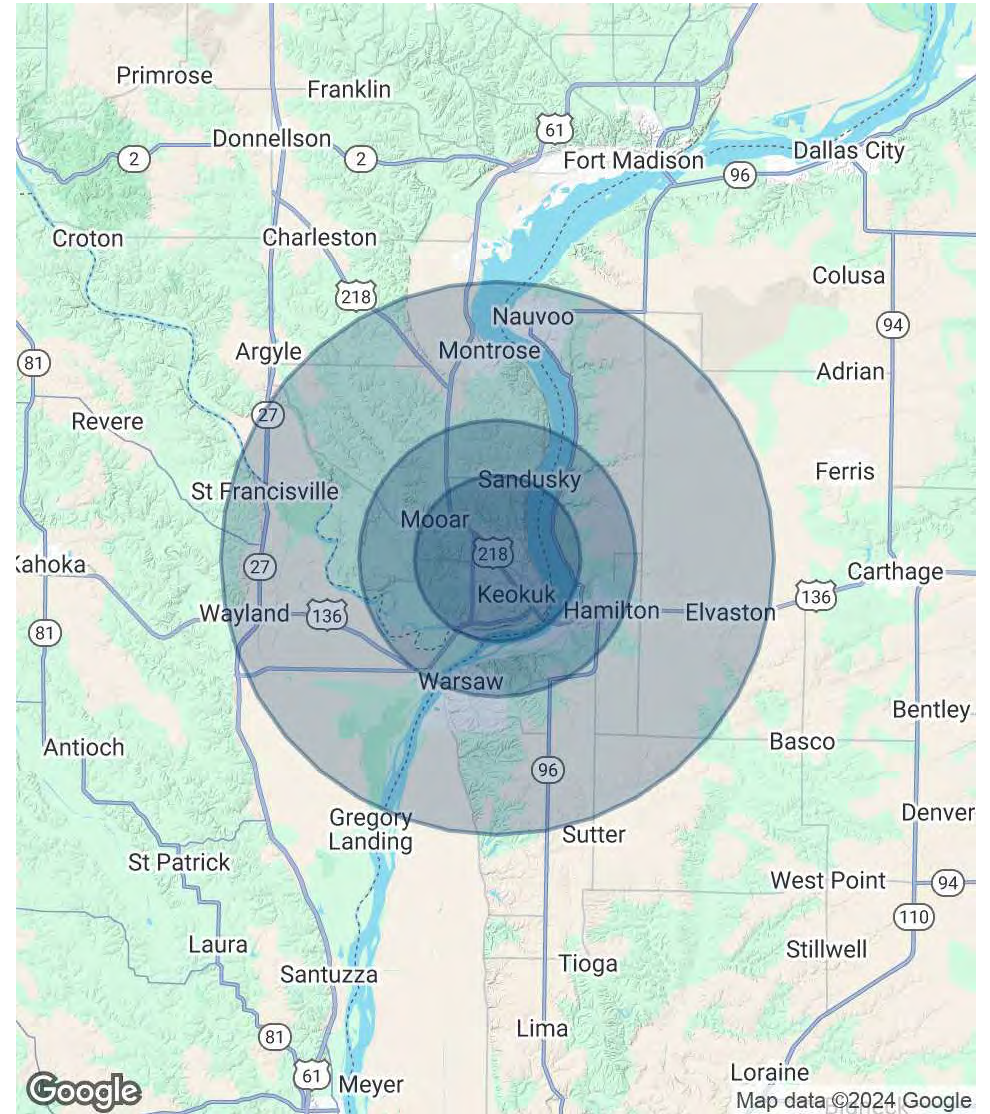 Primrose
Franklin
61
Donnellson
2
2
Fort Madison
Dallas City
96
Croton
Charleston
Colusa
218
Nauvoo
94
Montrose
Argyle
81
Adrian
27
Revere
Ferris
Sandusky
St Francisville
Mooar
218
Kahoka
27
Carthage
Keokuk
136
Wayland
136
Hamilton
Elvaston
81
Warsaw
Bentley
Antioch
Basco
96
Gregory
Landing
Denver
Sutter
St Patrick
West Point
94
110
Laura
Stillwell
Santuzza
Tioga
Lima
81
61
Meyer
Loraine
Google
Map data ©2024 Google